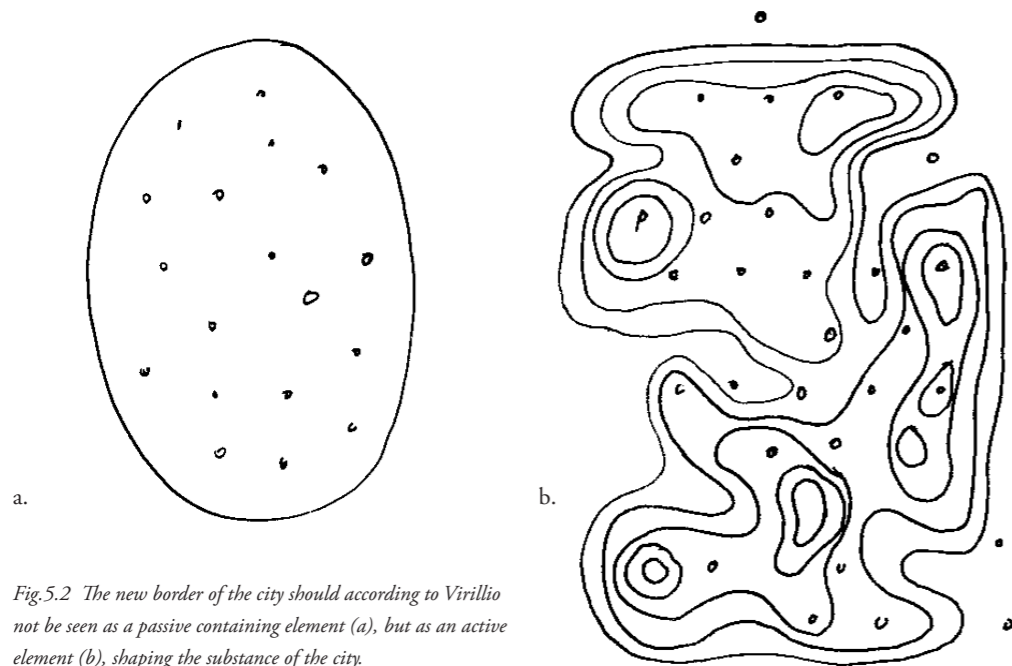 a.
b.
Fig.5.2 The new border of the city should according to Virillio
not be seen as a passive containing element (a), but as an active
element (b), shaping the substance of the city.